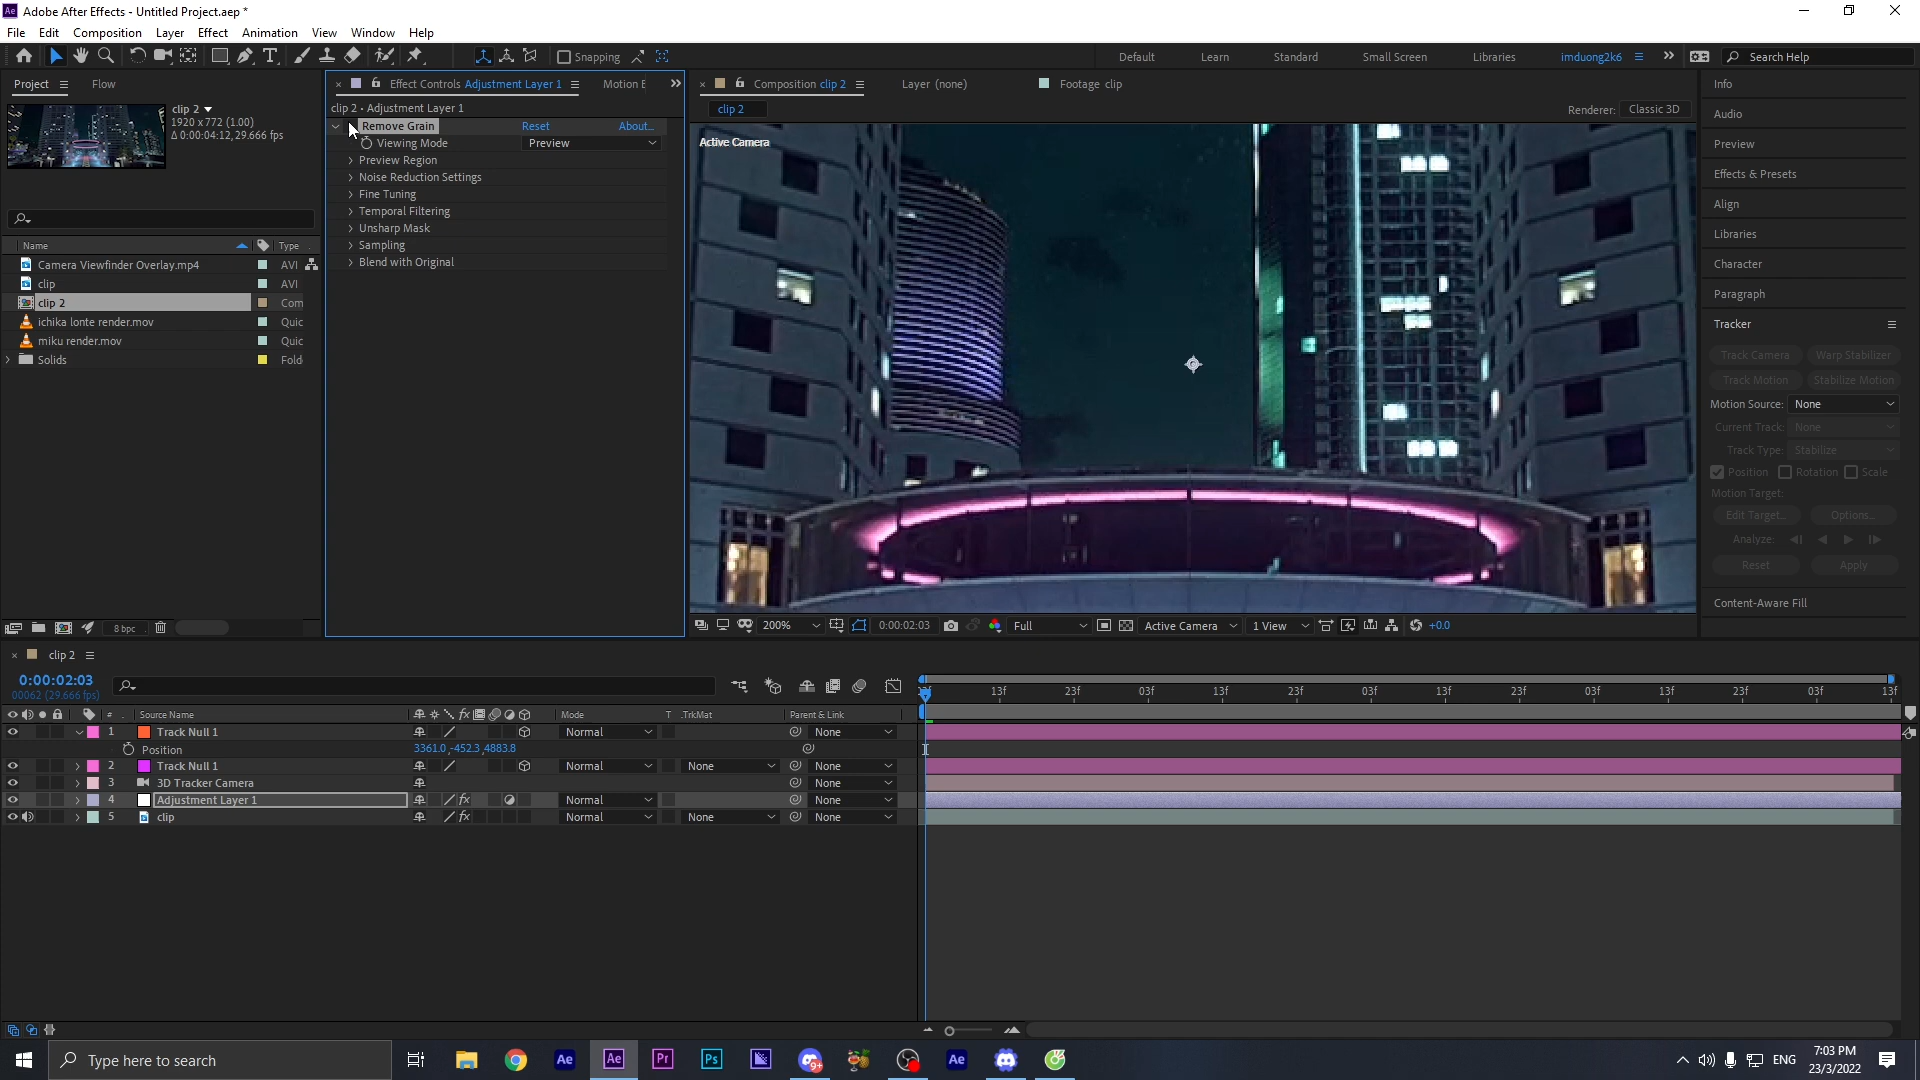 Adobe After Effects - Untitled Project.aep *
File Edit Composition Layer Effect Animation View Window Help
Snapping
Default Learn Standard Small Screen Libraries imduong2k6
Search Help
Project Flow
clip 2
1920 x 772 (1.00)
Δ 0:00:04:12, 29.666 fps
Name Type
Camera Viewfinder Overlay.mp4 AVI
clip AVI
clip 2 Com
ichika lonte render.mov Quic
miku render.mov Quic
Solids Fold
8 bpc
Effect Controls Adjustment Layer 1 Motion E
clip 2 • Adjustment Layer 1
Remove Grain Reset About...
Viewing Mode Preview
Preview Region
Noise Reduction Settings
Fine Tuning
Temporal Filtering
Unsharp Mask
Sampling
Blend with Original
Composition clip 2 Layer (none) Footage clip
clip 2 Renderer: Classic 3D
Active Camera
200% 0:00:02:03 Full Active Camera 1 View +0.0
Info
Audio
Preview
Effects & Presets
Align
Libraries
Character
Paragraph
Tracker
Track Camera Warp Stabilizer
Track Motion Stabilize Motion
Motion Source: None
Current Track: None
Track Type: Stabilize
Position Rotation Scale
Motion Target:
Edit Target... Options...
Analyze:
Reset Apply
Content-Aware Fill
clip 2
0:00:02:03
00062 (29.666 fps)
13f 13f 23f 03f 13f 23f 03f 13f 23f 03f 13f 23f 03f 13f
# Source Name Mode T .TrkMat Parent & Link
1 Track Null 1 Normal None
Position 3361.0,-452.3,4883.8
2 Track Null 1 Normal None None
3 3D Tracker Camera None
4 Adjustment Layer 1 Normal None
5 clip Normal None None
Type here to search
Ae Ae Pr Ps 9+ Ae
ENG
7:03 PM
23/3/2022